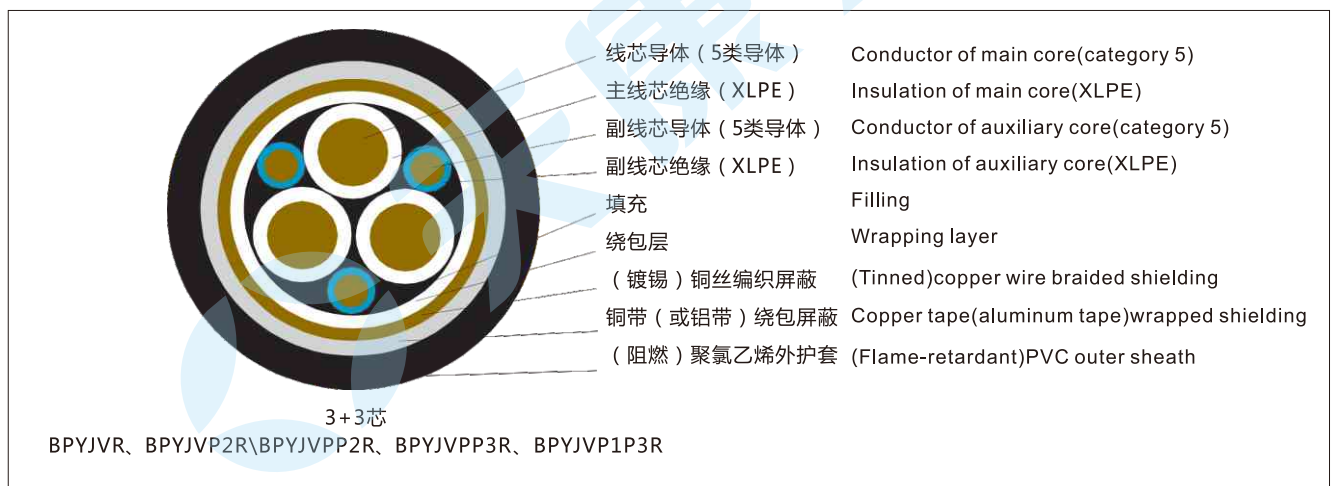 线芯导体（5类导体） Conductor of main core(category 5)
主线芯绝缘（XLPE） Insulation of main core(XLPE)
副线芯导体（5类导体） Conductor of auxiliary core(category 5)
副线芯绝缘（XLPE） Insulation of auxiliary core(XLPE)
填充 Filling
绕包层 Wrapping layer
（镀锡）铜丝编织屏蔽 (Tinned)copper wire braided shielding
铜带（或铝带）绕包屏蔽 Copper tape(aluminum tape)wrapped shielding
（阻燃）聚氯乙烯外护套 (Flame-retardant)PVC outer sheath
3+3芯
BPYJVR、BPYJVP2R\BPYJVPP2R、BPYJVPP3R、BPYJVP1P3R